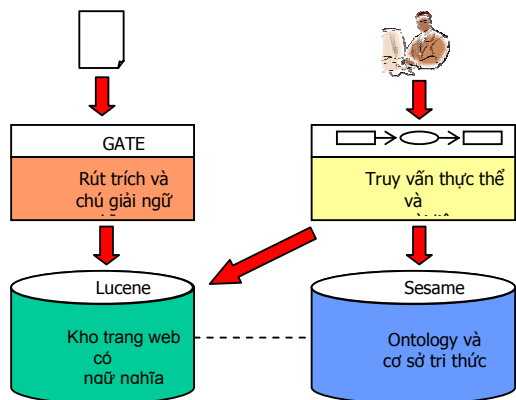 GATE
Rút trích và
chú giải ngữ
Truy vấn thực thể
và
Lucene
Kho trang web
có
ngữ nghĩa
Sesame
Ontology và
cơ sở tri thức